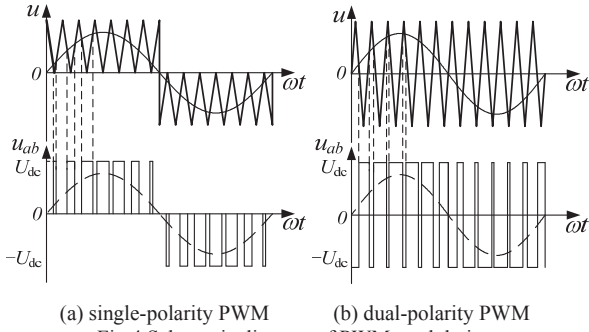 u
u
0
ωt
0
ωt
u_ab
u_ab
U_dc
U_dc
0
ωt
0
ωt
−U_dc
−U_dc
(a) single-polarity PWM
(b) dual-polarity PWM